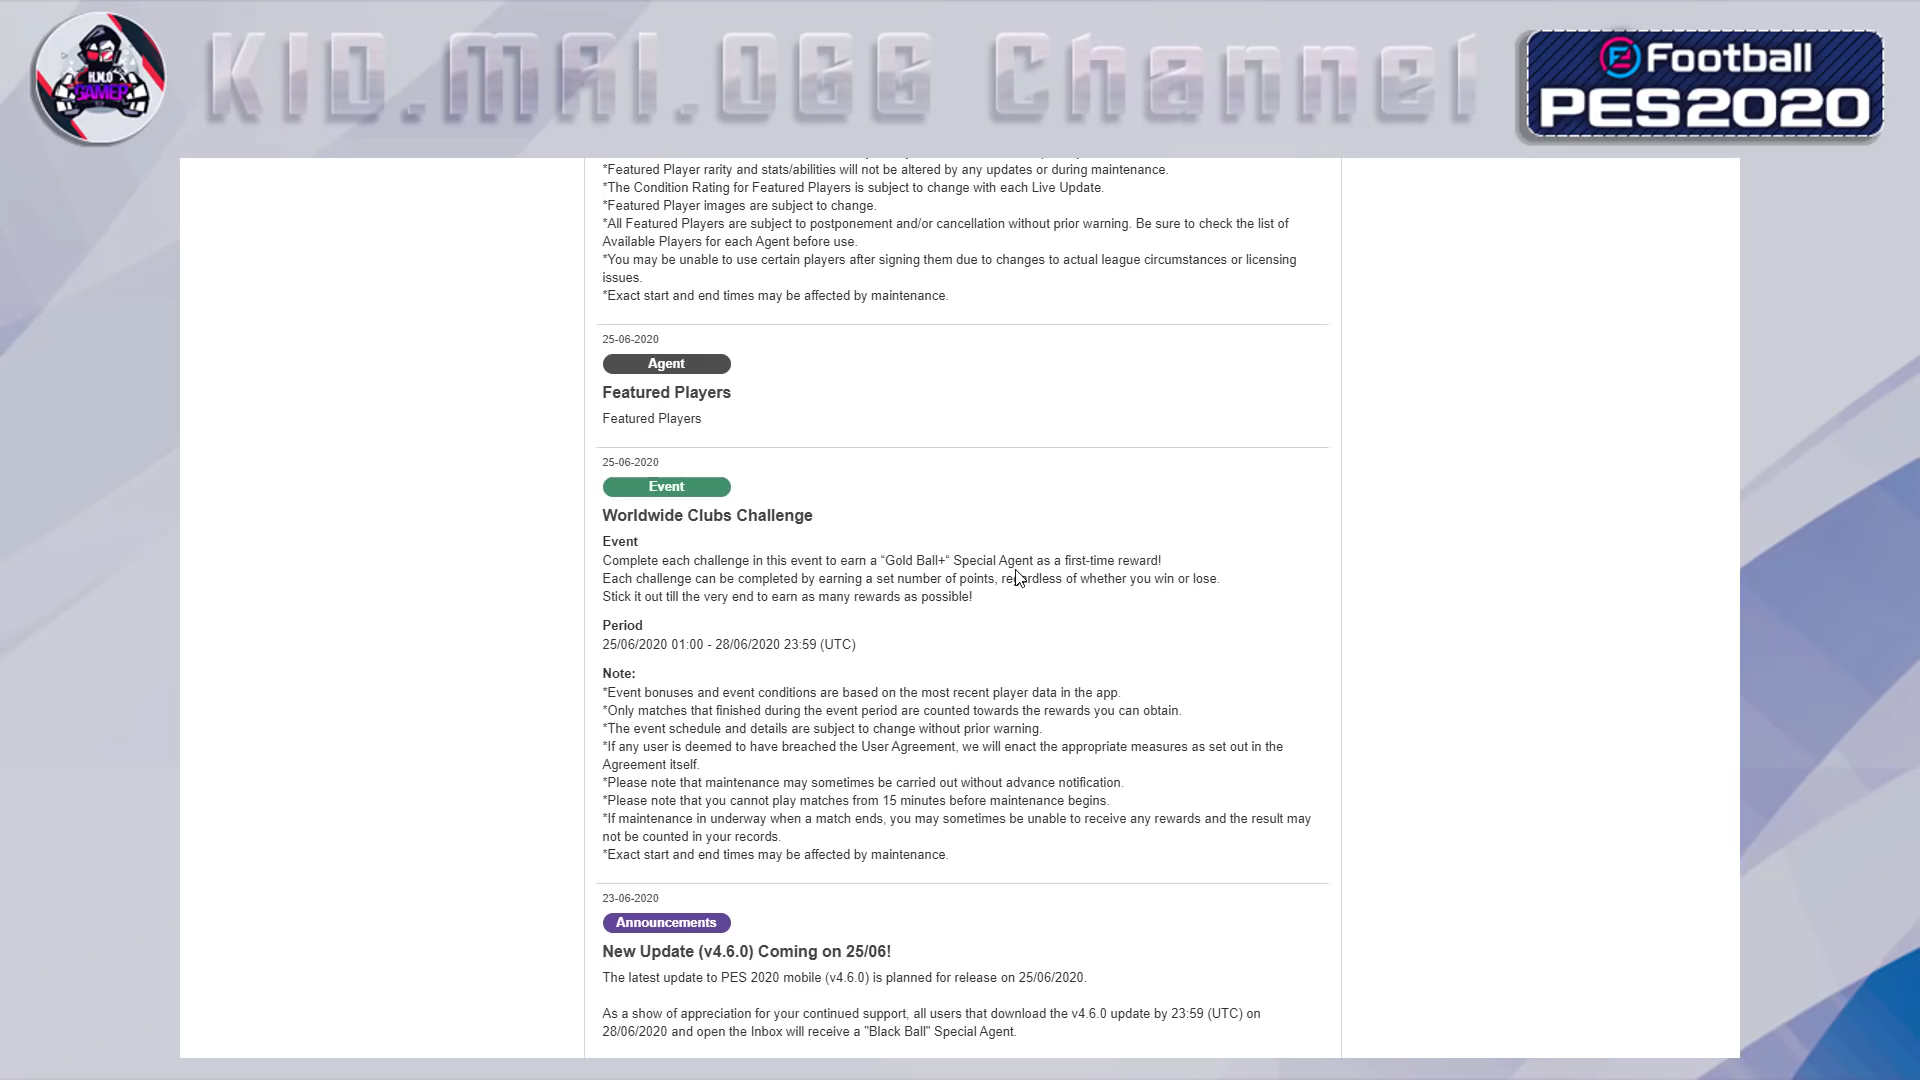 H.M.O
GAMER
KID.MAI.OGG Channel
Football
PES2020
*Featured Player rarity and stats/abilities will not be altered by any updates or during maintenance.
*The Condition Rating for Featured Players is subject to change with each Live Update.
*Featured Player images are subject to change.
*All Featured Players are subject to postponement and/or cancellation without prior warning. Be sure to check the list of
Available Players for each Agent before use.
*You may be unable to use certain players after signing them due to changes to actual league circumstances or licensing
issues.
*Exact start and end times may be affected by maintenance.
25-06-2020
Agent
Featured Players
Featured Players
25-06-2020
Event
Worldwide Clubs Challenge
Event
Complete each challenge in this event to earn a “Gold Ball+“ Special Agent as a first-time reward!
Each challenge can be completed by earning a set number of points, regardless of whether you win or lose.
Stick it out till the very end to earn as many rewards as possible!
Period
25/06/2020 01:00 - 28/06/2020 23:59 (UTC)
Note:
*Event bonuses and event conditions are based on the most recent player data in the app.
*Only matches that finished during the event period are counted towards the rewards you can obtain.
*The event schedule and details are subject to change without prior warning.
*If any user is deemed to have breached the User Agreement, we will enact the appropriate measures as set out in the
Agreement itself.
*Please note that maintenance may sometimes be carried out without advance notification.
*Please note that you cannot play matches from 15 minutes before maintenance begins.
*If maintenance in underway when a match ends, you may sometimes be unable to receive any rewards and the result may
not be counted in your records.
*Exact start and end times may be affected by maintenance.
23-06-2020
Announcements
New Update (v4.6.0) Coming on 25/06!
The latest update to PES 2020 mobile (v4.6.0) is planned for release on 25/06/2020.
As a show of appreciation for your continued support, all users that download the v4.6.0 update by 23:59 (UTC) on
28/06/2020 and open the Inbox will receive a "Black Ball" Special Agent.